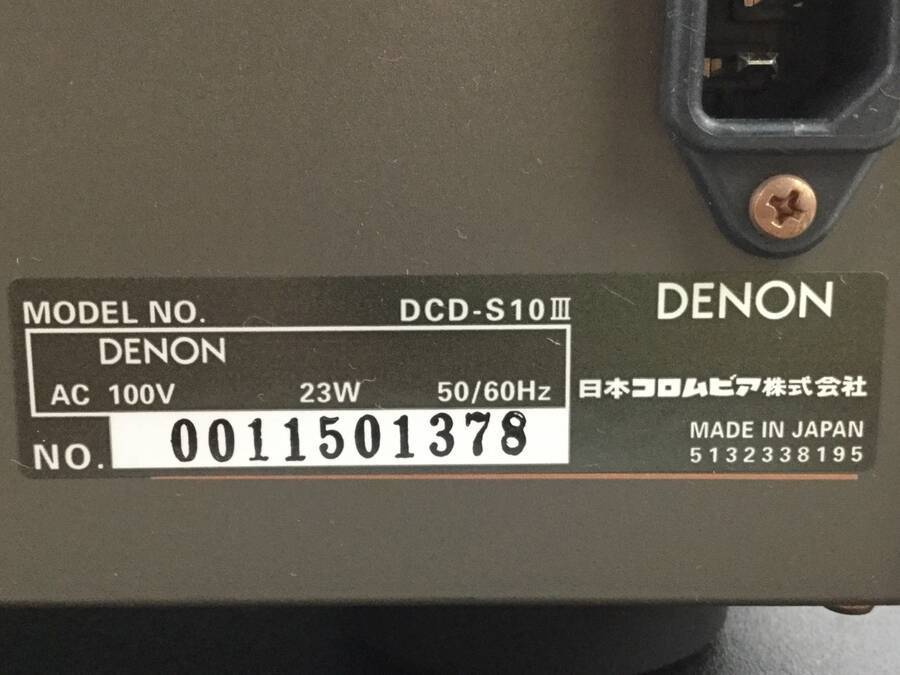 MODEL NO. DCD-S10Ⅲ
DENON
AC 100V 23W 50/60Hz
NO. 0011501378
DENON
日本コロムビア株式会社
MADE IN JAPAN
5132338195